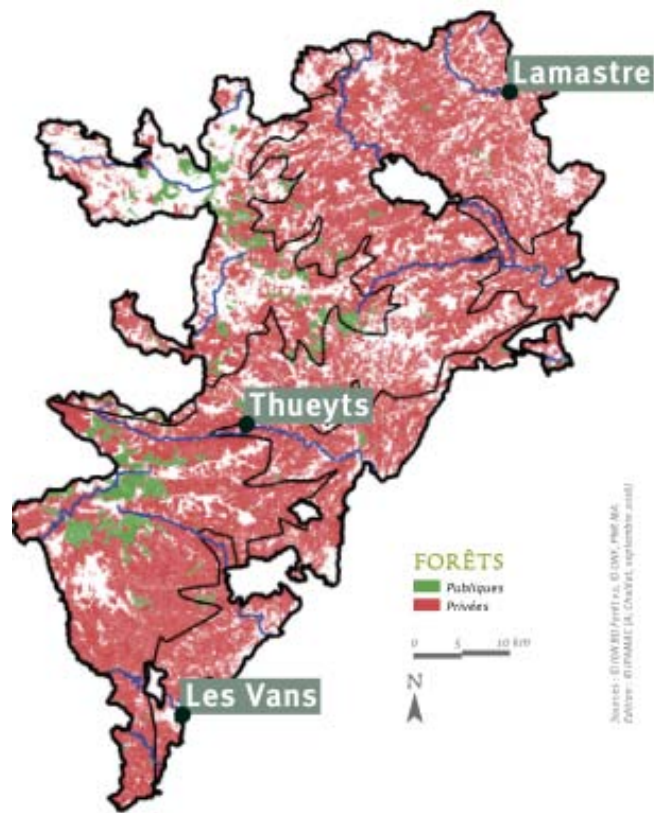 Lamastre
Thueyts
Les Vans
FORÊTS
Publiques
Privées
0 5 10 km
N